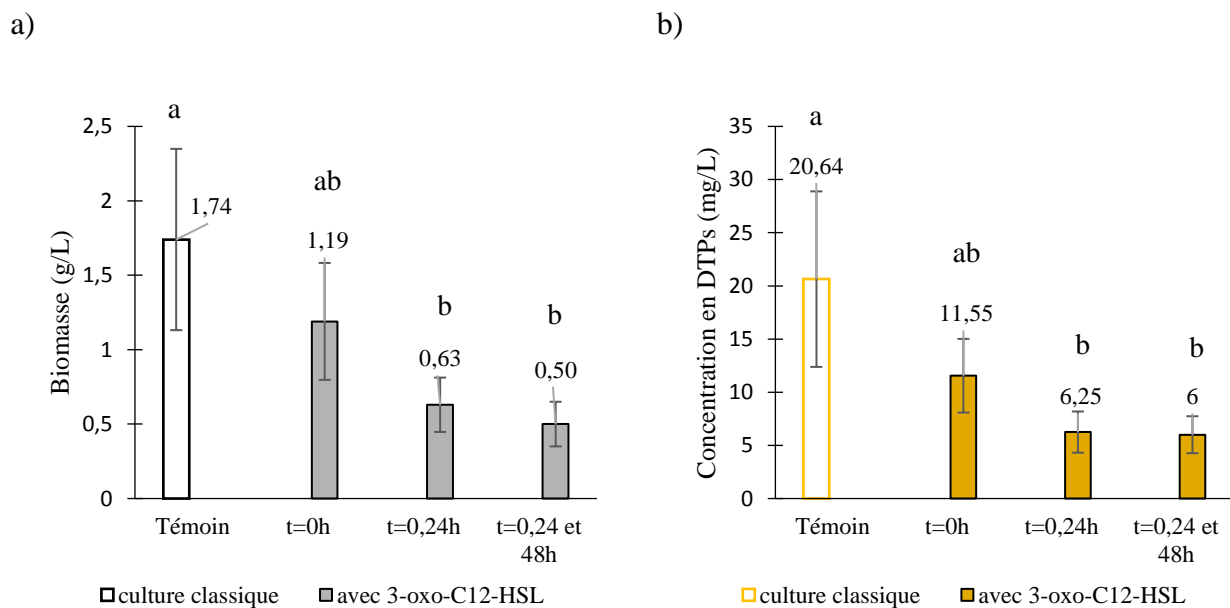 a)
Biomasse (g/L)
2,5
2
1,5
1
0,5
0
a
1,74
ab
1,19
b
0,63
b
0,50
Témoin
t=0h
t=0,24h
t=0,24 et
48h
culture classique
avec 3-oxo-C12-HSL
b)
Concentration en DTPs (mg/L)
35
30
25
20
15
10
5
0
a
20,64
ab
11,55
b
6,25
b
6
Témoin
t=0h
t=0,24h
t=0,24 et
48h
culture classique
avec 3-oxo-C12-HSL